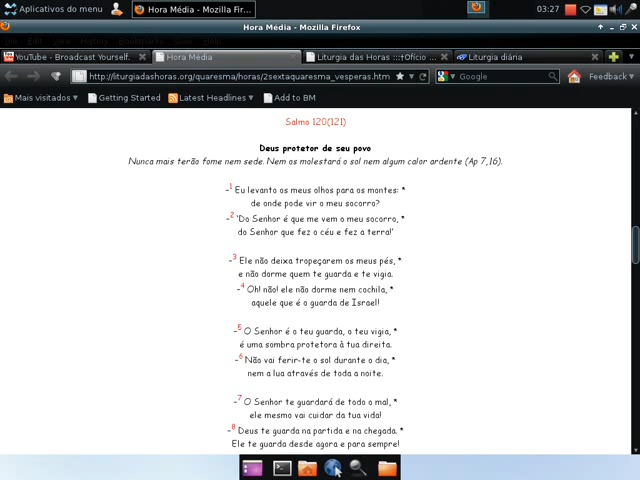 Aplicativos do menu
Hora Média - Mozilla Fir...
03:27
Hora Média - Mozilla Firefox
YouTube - Broadcast Yourself.
Hora Média
Liturgia das Horas :::†Ofício ...
Liturgia diária
http://liturgiadashoras.org/quaresma/horas/2sextaquaresma_vesperas.htm
Google
Feedback
Mais visitados
Getting Started
Latest Headlines
Add to BM
Salmo 120(121)
Deus protetor de seu povo
Nunca mais terão fome nem sede. Nem os molestará o sol nem algum calor ardente (Ap 7,16).
–1 Eu levanto os meus olhos para os montes: *
de onde pode vir o meu socorro?
–2 'Do Senhor é que me vem o meu socorro, *
do Senhor que fez o céu e fez a terra!'
–3 Ele não deixa tropeçarem os meus pés, *
e não dorme quem te guarda e te vigia.
–4 Oh! não! ele não dorme nem cochila, *
aquele que é o guarda de Israel!
–5 O Senhor é o teu guarda, o teu vigia, *
é uma sombra protetora à tua direita.
–6 Não vai ferir-te o sol durante o dia, *
nem a lua através de toda a noite.
–7 O Senhor te guardará de todo o mal, *
ele mesmo vai cuidar da tua vida!
–8 Deus te guarda na partida e na chegada. *
Ele te guarda desde agora e para sempre!